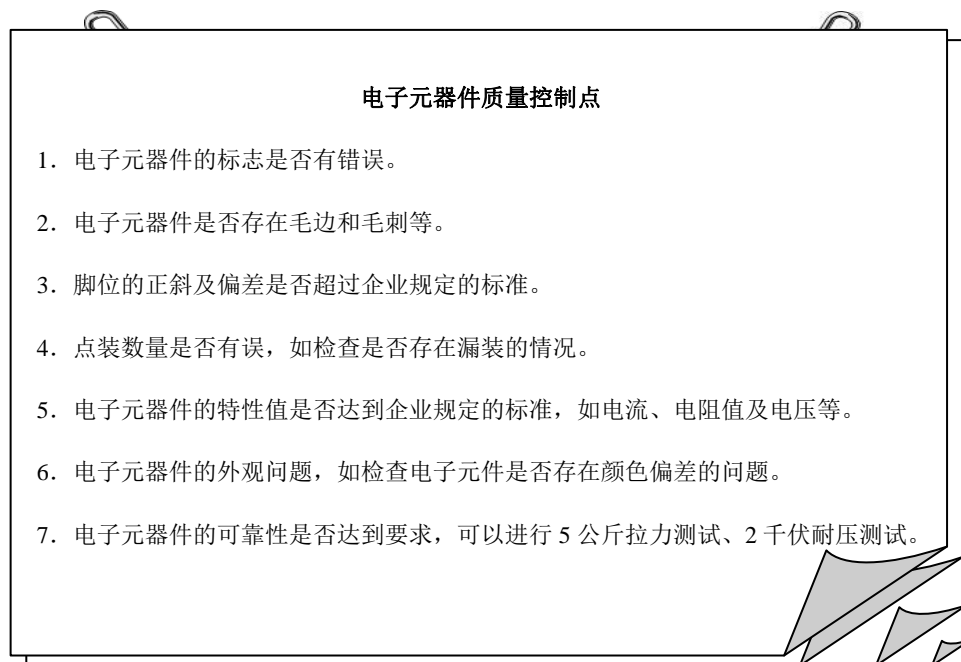 电子元器件质量控制点
1．电子元器件的标志是否有错误。
2．电子元器件是否存在毛边和毛刺等。
3．脚位的正斜及偏差是否超过企业规定的标准。
4．点装数量是否有误，如检查是否存在漏装的情况。
5．电子元器件的特性值是否达到企业规定的标准，如电流、电阻值及电压等。
6．电子元器件的外观问题，如检查电子元件是否存在颜色偏差的问题。
7．电子元器件的可靠性是否达到要求，可以进行 5 公斤拉力测试、2 千伏耐压测试。